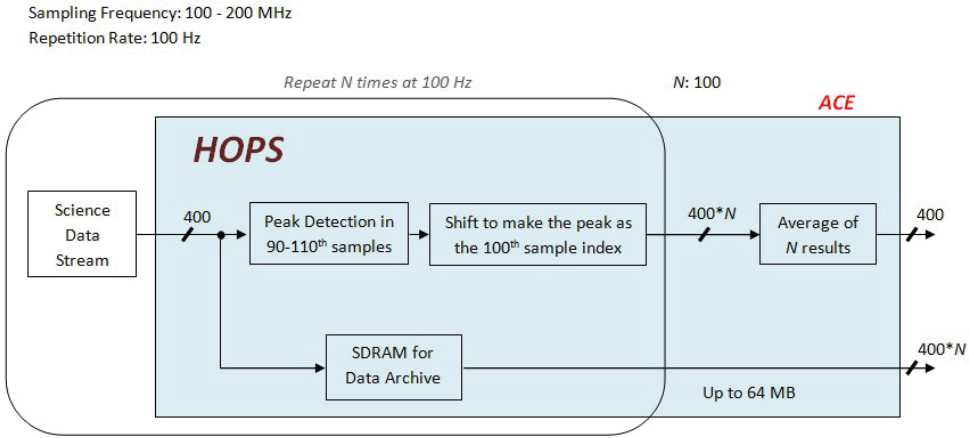 Sampling Frequency: 100 - 200 MHz
Repetition Rate: 100 Hz
Repeat N times at 100 Hz
N: 100
ACE
HOPS
Science
Data
Stream
400
Peak Detection in
90-110th samples
Shift to make the peak as
the 100th sample index
400*N
Average of
N results
400
SDRAM for
Data Archive
400*N
Up to 64 MB